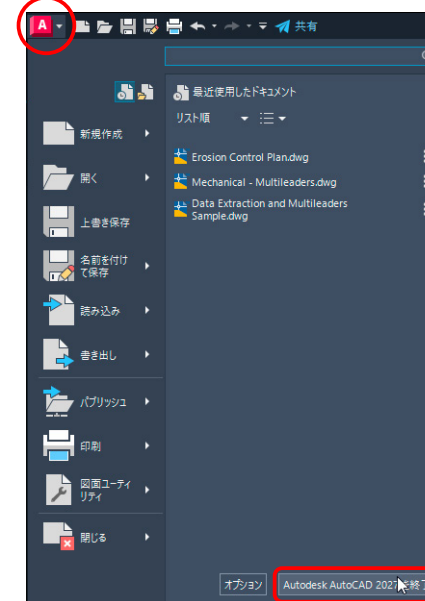 A
共有
最近使用したドキュメント
リスト順
新規作成
開く
上書き保存
名前を付け
て保存
読み込み
書き出し
パブリッシュ
印刷
図面ユーティ
リティ
閉じる
Erosion Control Plan.dwg
Mechanical - Multileaders.dwg
Data Extraction and Multileaders
Sample.dwg
オプション
Autodesk AutoCAD 2027 を終了